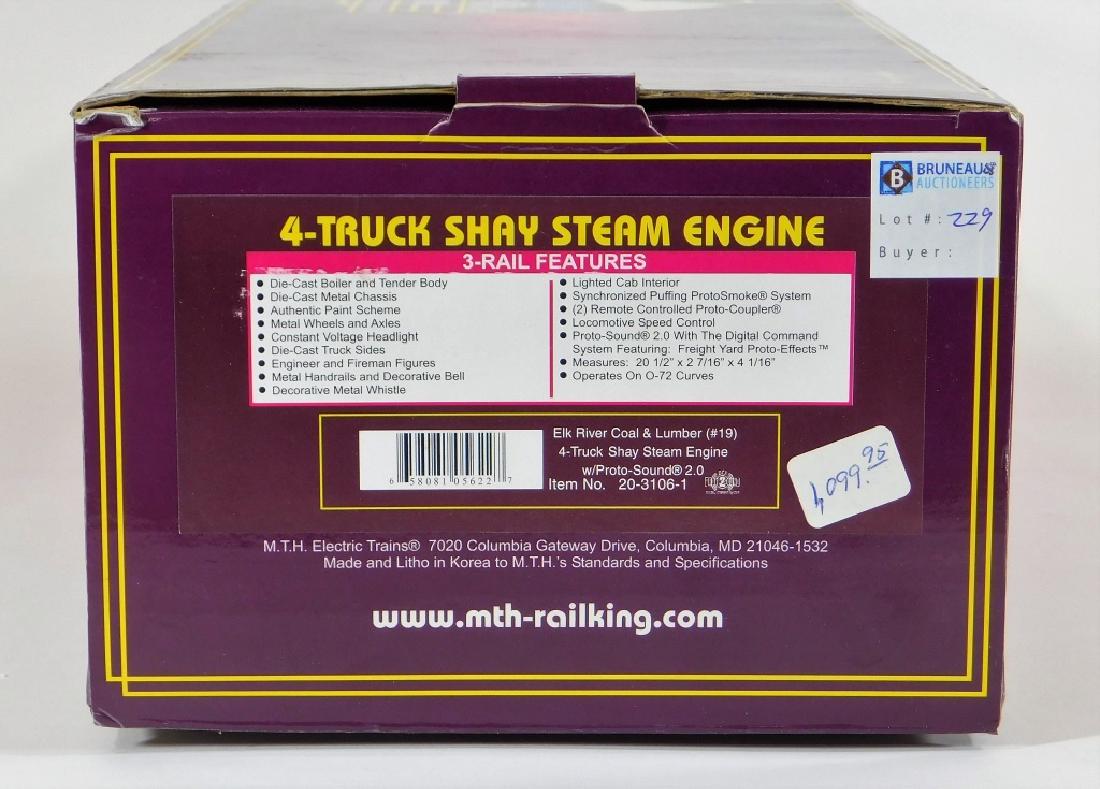 BRUNEAU&
AUCTIONEERS
Lot #: 229
Buyer:
4-TRUCK SHAY STEAM ENGINE
3-RAIL FEATURES
• Die-Cast Boiler and Tender Body
• Die-Cast Metal Chassis
• Authentic Paint Scheme
• Metal Wheels and Axles
• Constant Voltage Headlight
• Die-Cast Truck Sides
• Engineer and Fireman Figures
• Metal Handrails and Decorative Bell
• Decorative Metal Whistle
• Lighted Cab Interior
• Synchronized Puffing ProtoSmoke® System
• (2) Remote Controlled Proto-Coupler®
• Locomotive Speed Control
• Proto-Sound® 2.0 With The Digital Command
System Featuring: Freight Yard Proto-Effects™
• Measures: 20 1/2" x 2 7/16" x 4 1/16"
• Operates On O-72 Curves
Elk River Coal & Lumber (#19)
4-Truck Shay Steam Engine
w/Proto-Sound® 2.0
Item No. 20-3106-1
6 58081 05622 7
1,099.95
M.T.H. Electric Trains® 7020 Columbia Gateway Drive, Columbia, MD 21046-1532
Made and Litho in Korea to M.T.H.'s Standards and Specifications
www.mth-railking.com